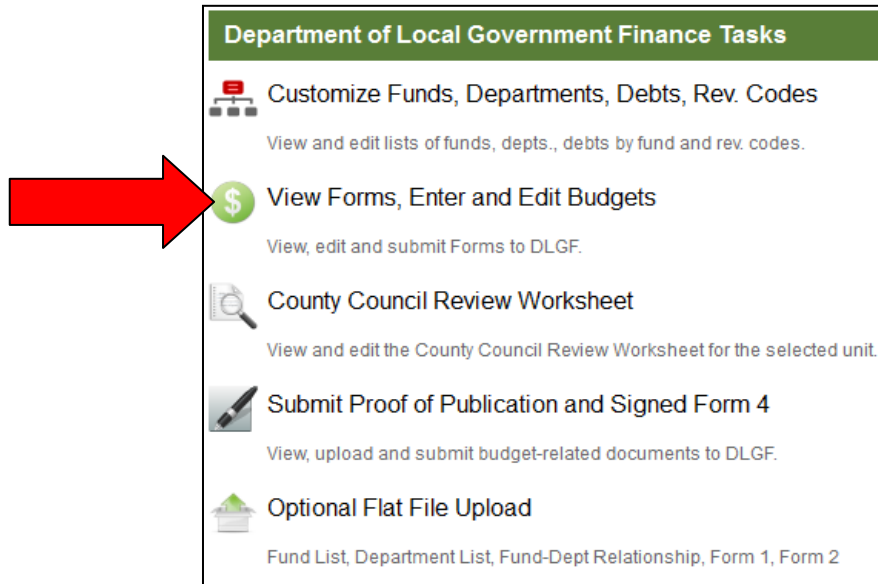 Department of Local Government Finance Tasks
Customize Funds, Departments, Debts, Rev. Codes
View and edit lists of funds, depts., debts by fund and rev. codes.
$
View Forms, Enter and Edit Budgets
View, edit and submit Forms to DLGF.
County Council Review Worksheet
View and edit the County Council Review Worksheet for the selected unit.
Submit Proof of Publication and Signed Form 4
View, upload and submit budget-related documents to DLGF.
Optional Flat File Upload
Fund List, Department List, Fund-Dept Relationship, Form 1, Form 2